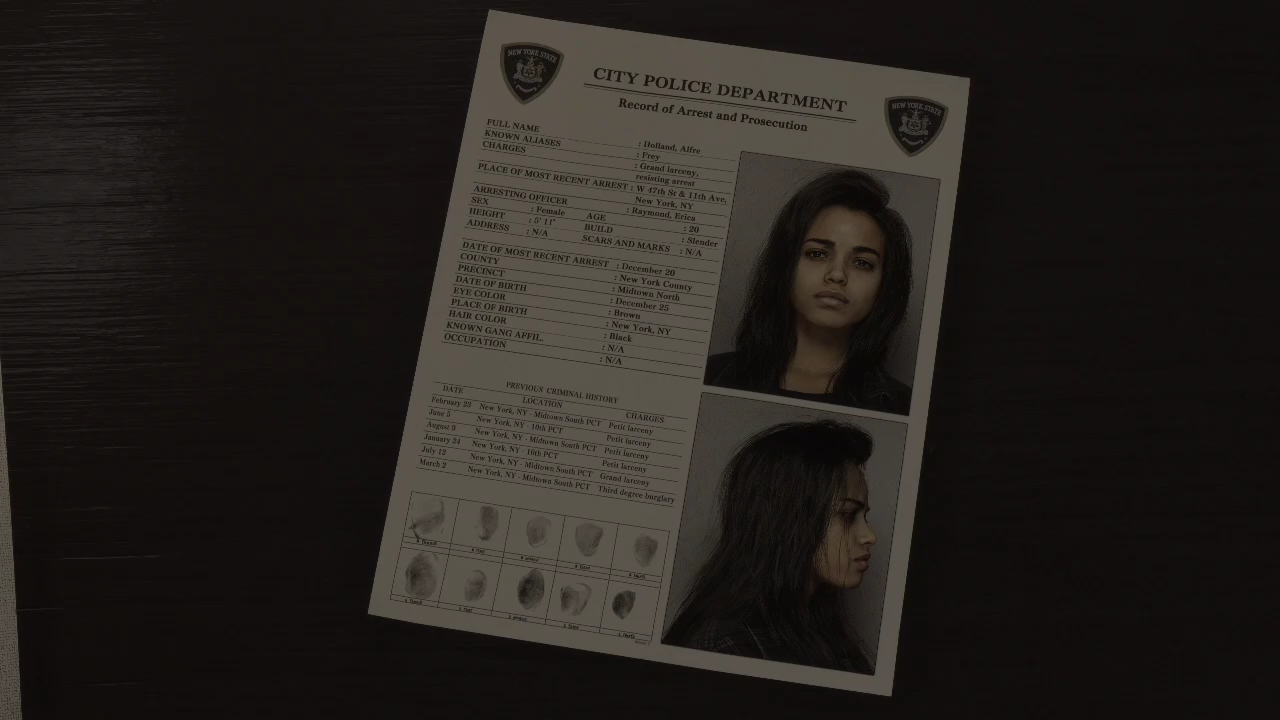 NEW YORK STATE
NEW YORK STATE
CITY POLICE DEPARTMENT
Record of Arrest and Prosecution
FULL NAME : Holland, Alfre
KNOWN ALIASES : Frey
CHARGES : Grand larceny,
resisting arrest
PLACE OF MOST RECENT ARREST : W 47th St & 11th Ave,
New York, NY
ARRESTING OFFICER : Raymond, Erica
SEX : Female AGE : 20
HEIGHT : 5' 11" BUILD : Slender
ADDRESS : N/A SCARS AND MARKS : N/A
DATE OF MOST RECENT ARREST : December 20
COUNTY : New York County
PRECINCT : Midtown North
DATE OF BIRTH : December 25
EYE COLOR : Brown
PLACE OF BIRTH : New York, NY
HAIR COLOR : Black
KNOWN GANG AFFIL. : N/A
OCCUPATION : N/A
PREVIOUS CRIMINAL HISTORY
DATE LOCATION CHARGES
February 23 New York, NY - Midtown South PCT Petit larceny
June 5 New York, NY - 10th PCT Petit larceny
August 9 New York, NY - Midtown South PCT Petit larceny
January 24 New York, NY - 10th PCT Petit larceny
July 12 New York, NY - Midtown South PCT Grand larceny
March 2 New York, NY - Midtown South PCT Third degree burglary